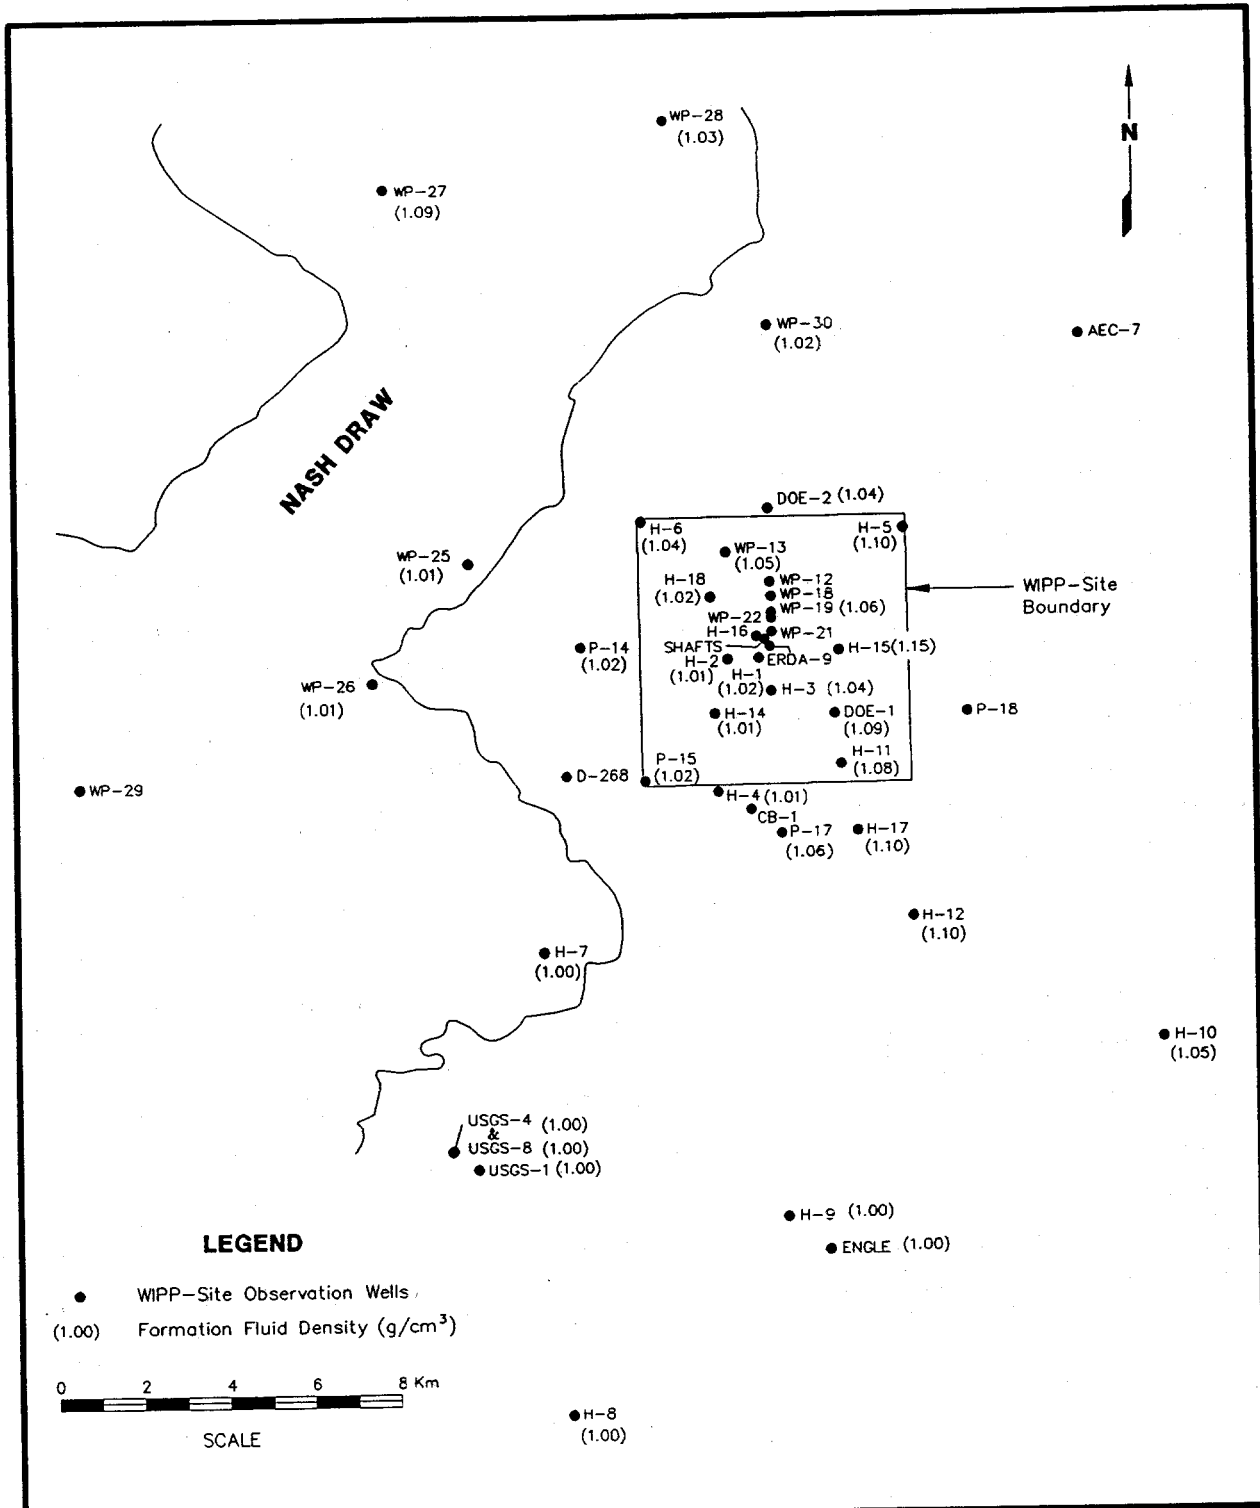 WP-28
(1.03)
N
WP-27
(1.09)
WP-30
(1.02)
AEC-7
NASH DRAW
DOE-2 (1.04)
H-6
(1.04)
H-5
(1.10)
WP-13
(1.05)
WP-25
(1.01)
WP-12
H-18
(1.02)
WP-18
WP-19 (1.06)
WP-22
WIPP-Site
Boundary
H-16
WP-21
SHAFTS
H-15(1.15)
P-14
(1.02)
H-2
(1.01)
ERDA-9
H-1
(1.02)
H-3 (1.04)
WP-26
(1.01)
H-14
(1.01)
DOE-1
(1.09)
P-18
H-11
(1.08)
P-15
(1.02)
D-268
WP-29
H-4 (1.01)
CB-1
P-17
(1.06)
H-17
(1.10)
H-12
(1.10)
H-7
(1.00)
H-10
(1.05)
USGS-4 (1.00)
&
USGS-8 (1.00)
USGS-1 (1.00)
H-9 (1.00)
ENGLE (1.00)
LEGEND
WIPP-Site Observation Wells
(1.00) Formation Fluid Density (g/cm³)
0 2 4 6 8 Km
SCALE
H-8
(1.00)